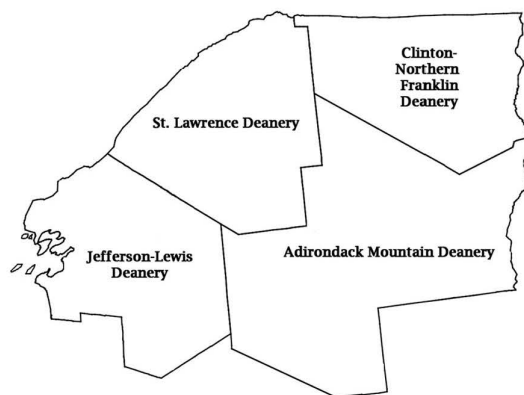 Clinton-
Northern
Franklin
Deanery
St. Lawrence Deanery
Jefferson-Lewis
Deanery
Adirondack Mountain Deanery